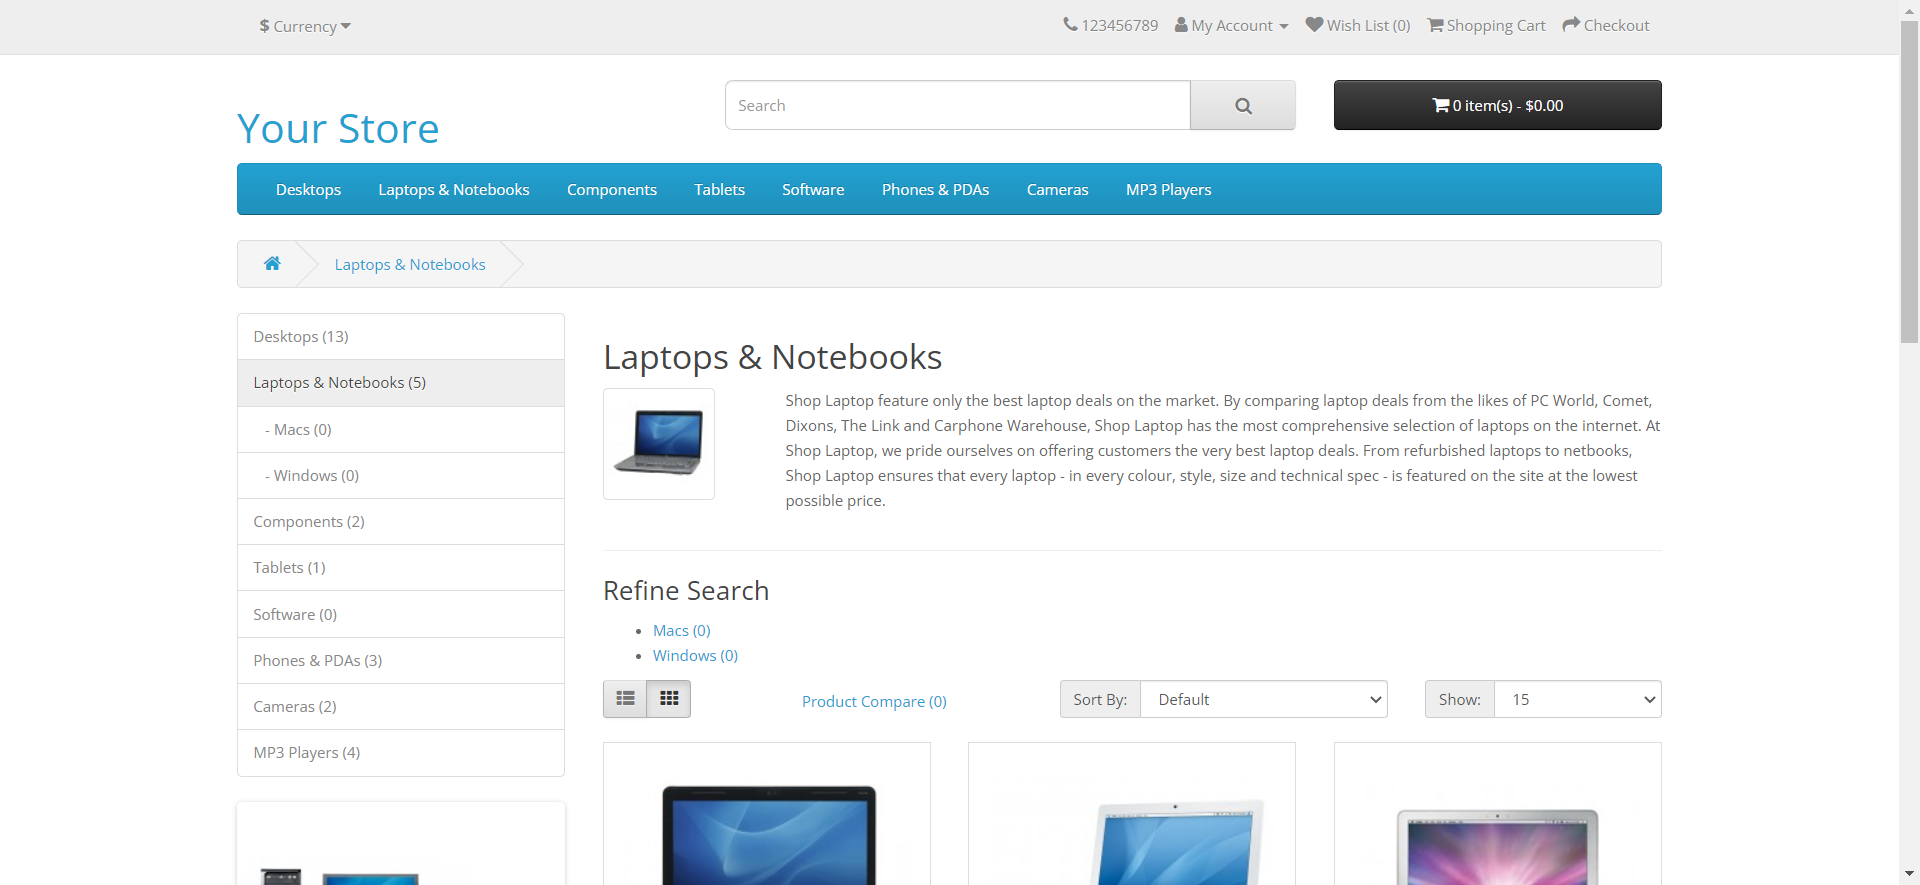 $ Currency
123456789 My Account Wish List (0) Shopping Cart Checkout
Your Store
Search
0 item(s) - $0.00
Desktops Laptops & Notebooks Components Tablets Software Phones & PDAs Cameras MP3 Players
Laptops & Notebooks
Desktops (13)
Laptops & Notebooks (5)
- Macs (0)
- Windows (0)
Components (2)
Tablets (1)
Software (0)
Phones & PDAs (3)
Cameras (2)
MP3 Players (4)
Laptops & Notebooks
Shop Laptop feature only the best laptop deals on the market. By comparing laptop deals from the likes of PC World, Comet,
Dixons, The Link and Carphone Warehouse, Shop Laptop has the most comprehensive selection of laptops on the internet. At
Shop Laptop, we pride ourselves on offering customers the very best laptop deals. From refurbished laptops to netbooks,
Shop Laptop ensures that every laptop - in every colour, style, size and technical spec - is featured on the site at the lowest
possible price.
Refine Search
Macs (0)
Windows (0)
Product Compare (0)
Sort By: Default
Show: 15